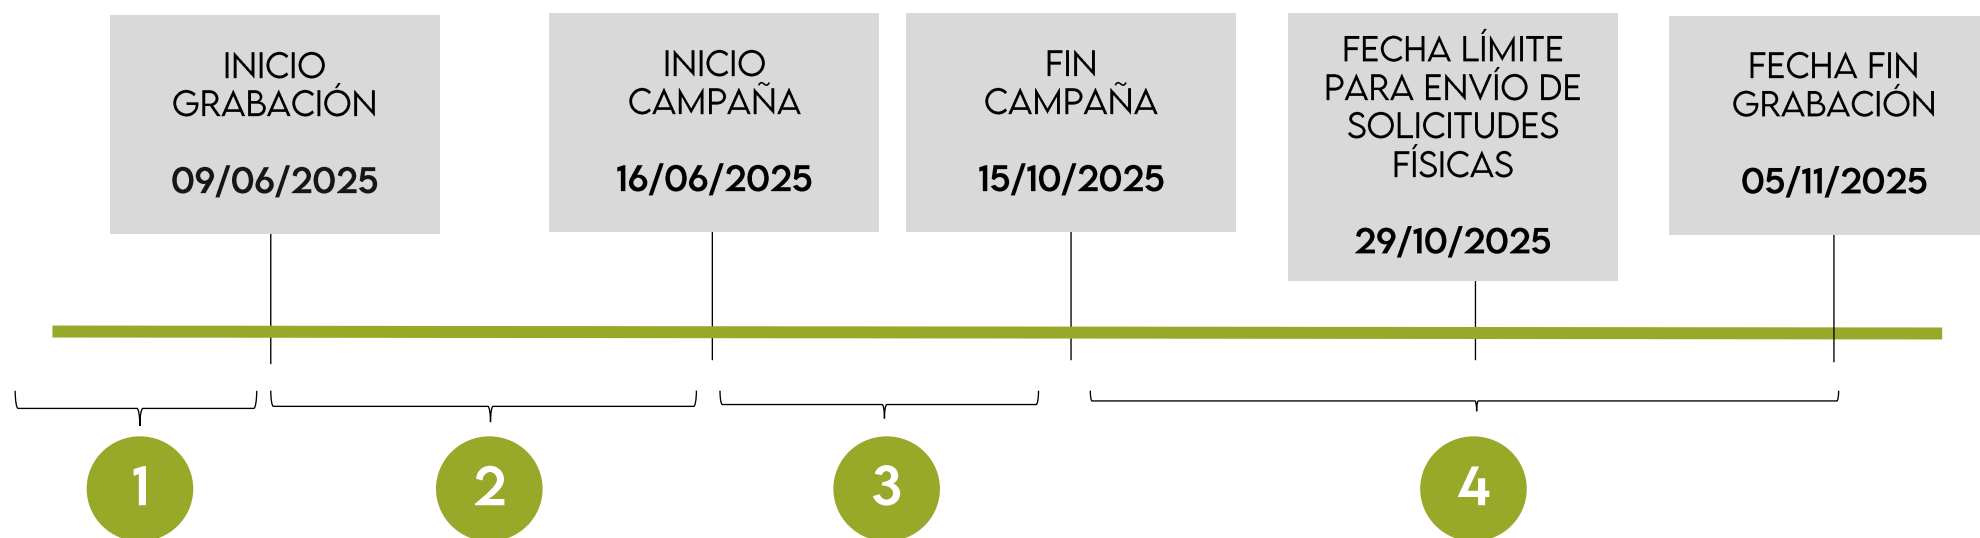 INICIO
GRABACIÓN
09/06/2025
INICIO
CAMPAÑA
16/06/2025
FIN
CAMPAÑA
15/10/2025
FECHA LÍMITE
PARA ENVÍO DE
SOLICITUDES
FÍSICAS
29/10/2025
FECHA FIN
GRABACIÓN
05/11/2025
1
2
3
4